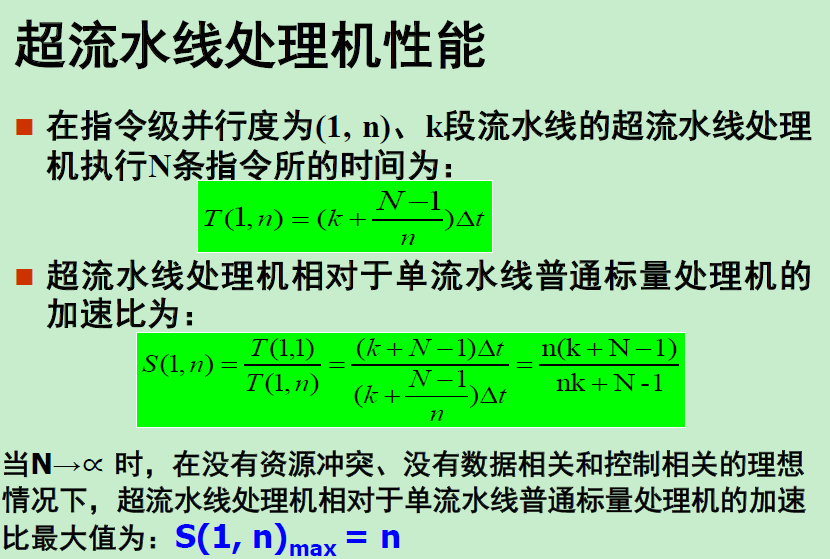 超流水线处理机性能
■ 在指令级并行度为(1, n)、k段流水线的超流水线处理
机执行N条指令所的时间为：
T(1,n) = (k + \frac{N-1}{n})Δt
■ 超流水线处理机相对于单流水线普通标量处理机的
加速比为：
S(1,n) = \frac{T(1,1)}{T(1,n)} = \frac{(k+N-1)Δt}{(k+\frac{N-1}{n})Δt} = \frac{n(k+N-1)}{nk+N-1}
当N→∝ 时，在没有资源冲突、没有数据相关和控制相关的理想
情况下，超流水线处理机相对于单流水线普通标量处理机的加速
比最大值为：S(1, n)max = n